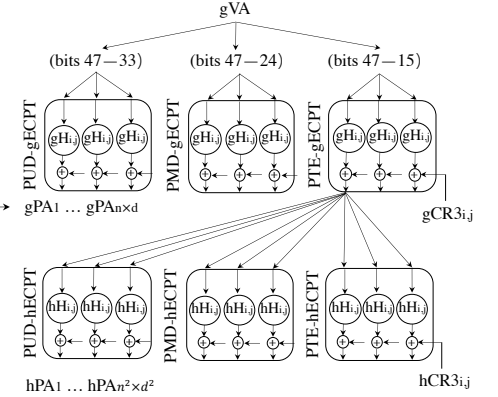 gVA
(bits 47—33) (bits 47—24) (bits 47—15)
PUD-gECPT gHi,j gHi,j gHi,j PMD-gECPT gHi,j gHi,j gHi,j PTE-gECPT gHi,j gHi,j gHi,j
+ + + + + + + + +
gPA1 … gPAn×d gCR3i,j
PUD-hECPT hHi,j hHi,j hHi,j PMD-hECPT hHi,j hHi,j hHi,j PTE-hECPT hHi,j hHi,j hHi,j
+ + + + + + + + +
hPA1 … hPAn²×d² hCR3i,j